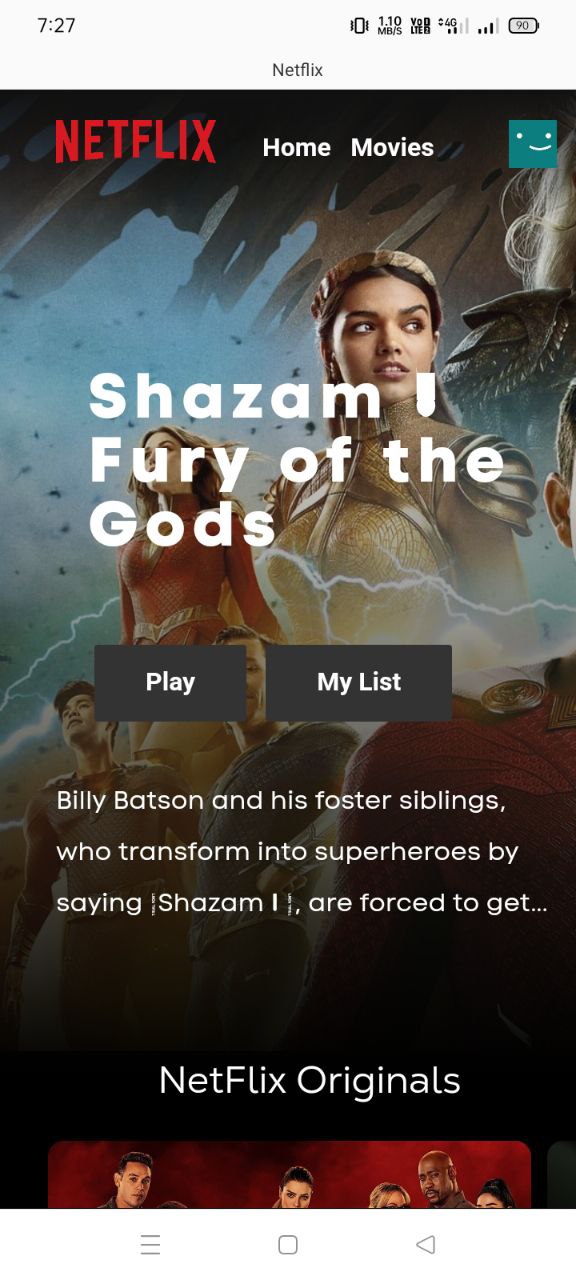 7:27
1.10
MB/S
VoD
LTE2
4G
90
Netflix
NETFLIX
Home Movies
Shazam !
Fury of the
Gods
Play My List
Billy Batson and his foster siblings,
who transform into superheroes by
saying Shazam ! , are forced to get...
NetFlix Originals